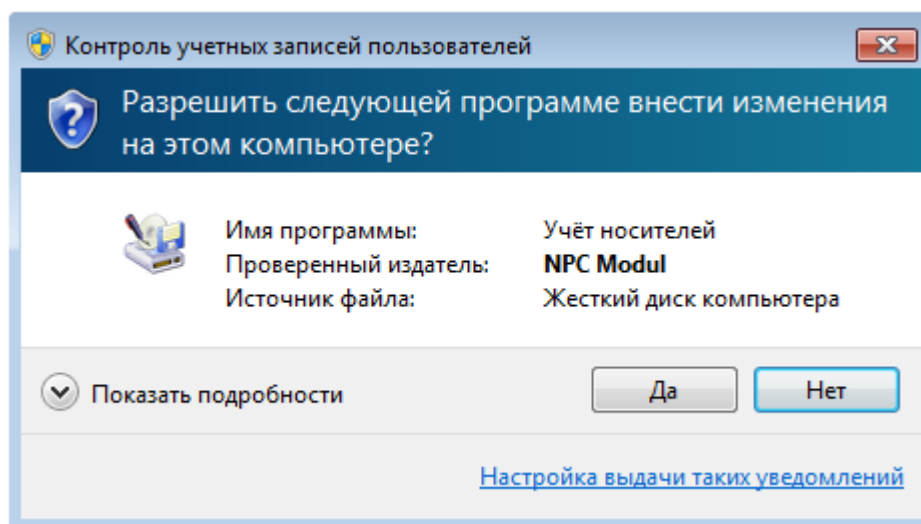 Контроль учетных записей пользователей
Разрешить следующей программе внести изменения
на этом компьютере?
Имя программы: Учёт носителей
Проверенный издатель: NPC Modul
Источник файла: Жесткий диск компьютера
Показать подробности Да Нет
Настройка выдачи таких уведомлений